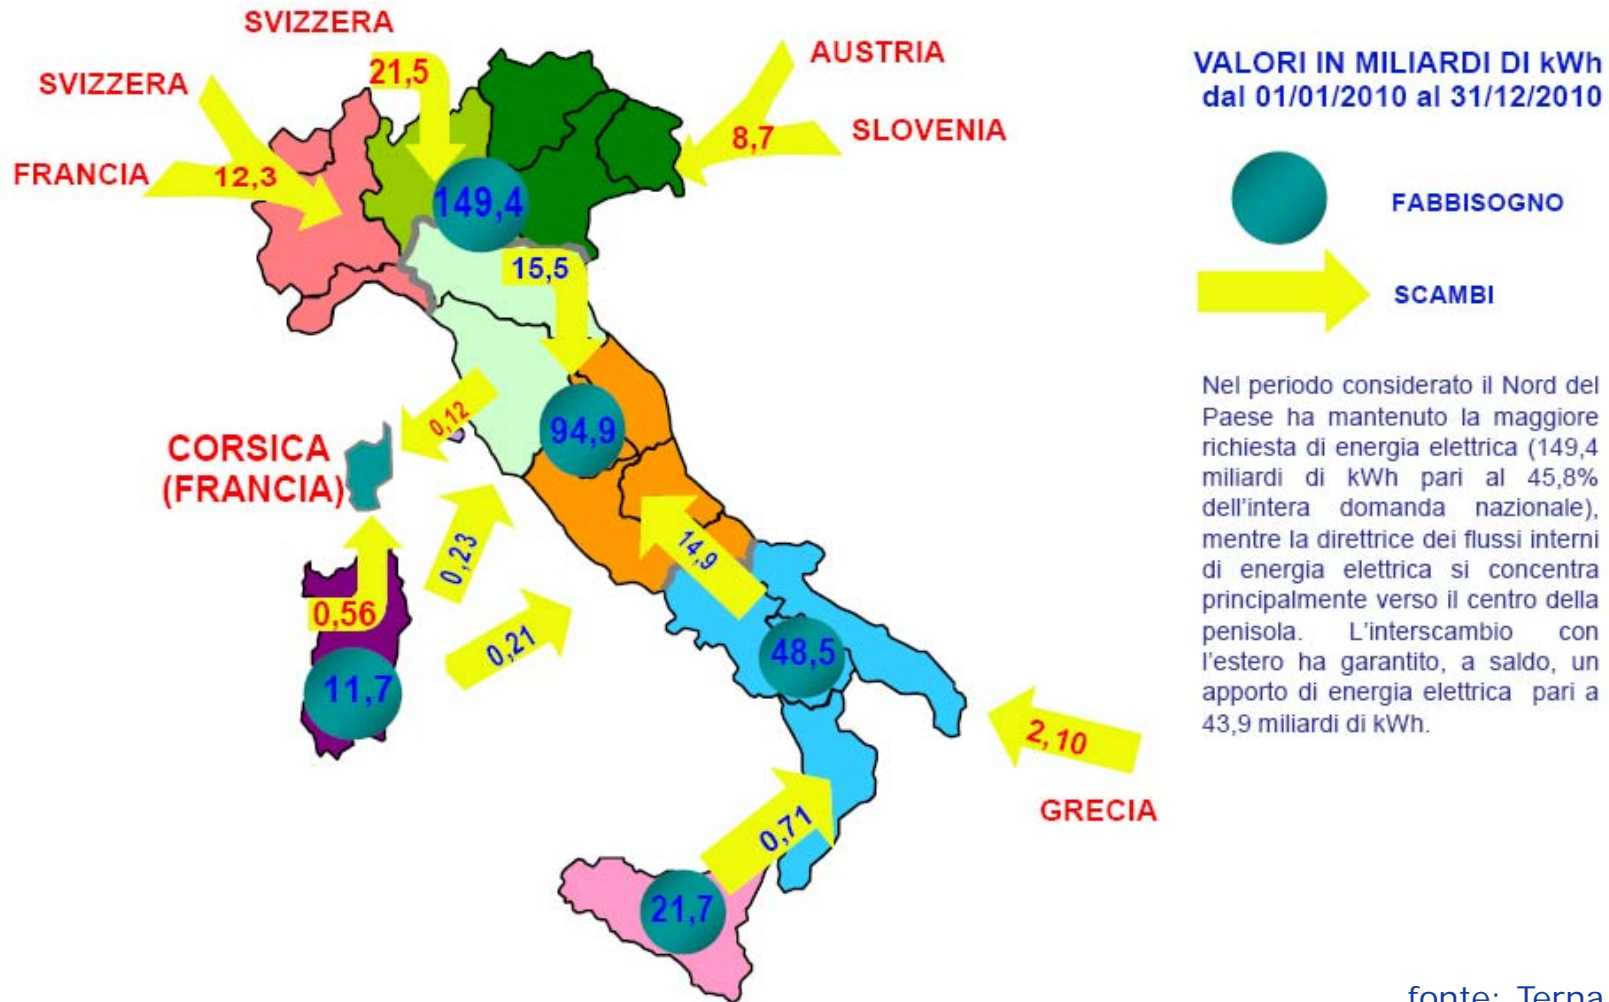 SVIZZERA
SVIZZERA
21,5
AUSTRIA
FRANCIA
12,3
8,7
SLOVENIA
149,4
15,5
0,12
94,9
CORSICA
(FRANCIA)
0,23
14,9
0,56
0,21
48,5
11,7
2,10
GRECIA
0,71
21,7
VALORI IN MILIARDI DI kWh
dal 01/01/2010 al 31/12/2010
FABBISOGNO
SCAMBI
Nel periodo considerato il Nord del
Paese ha mantenuto la maggiore
richiesta di energia elettrica (149,4
miliardi di kWh pari al 45,8%
dell'intera domanda nazionale),
mentre la direttrice dei flussi interni
di energia elettrica si concentra
principalmente verso il centro della
penisola. L'interscambio con
l'estero ha garantito, a saldo, un
apporto di energia elettrica pari a
43,9 miliardi di kWh.
fonte: Terna